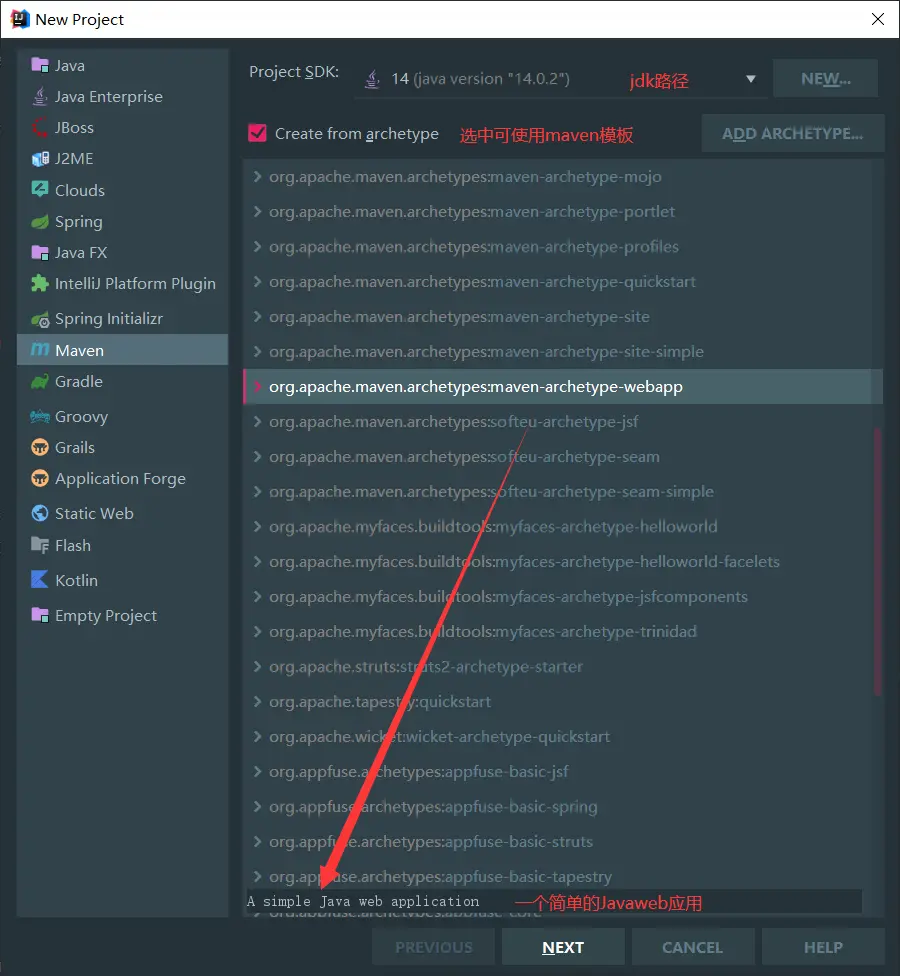 New Project
Java
Java Enterprise
JBoss
J2ME
Clouds
Spring
Java FX
IntelliJ Platform Plugin
Spring Initializr
Maven
Gradle
Groovy
Grails
Application Forge
Static Web
Flash
Kotlin
Empty Project
Project SDK: 14 (java version "14.0.2") jdk路径 NEW...
Create from archetype 选中可使用maven模板 ADD ARCHETYPE...
org.apache.maven.archetypes:maven-archetype-mojo
org.apache.maven.archetypes:maven-archetype-portlet
org.apache.maven.archetypes:maven-archetype-profiles
org.apache.maven.archetypes:maven-archetype-quickstart
org.apache.maven.archetypes:maven-archetype-site
org.apache.maven.archetypes:maven-archetype-site-simple
org.apache.maven.archetypes:maven-archetype-webapp
org.apache.maven.archetypes:softeu-archetype-jsf
org.apache.maven.archetypes:softeu-archetype-seam
org.apache.maven.archetypes:softeu-archetype-seam-simple
org.apache.myfaces.buildtools:myfaces-archetype-helloworld
org.apache.myfaces.buildtools:myfaces-archetype-helloworld-facelets
org.apache.myfaces.buildtools:myfaces-archetype-jsfcomponents
org.apache.myfaces.buildtools:myfaces-archetype-trinidad
org.apache.struts:struts2-archetype-starter
org.apache.tapestry:quickstart
org.apache.wicket:wicket-archetype-quickstart
org.appfuse.archetypes:appfuse-basic-jsf
org.appfuse.archetypes:appfuse-basic-spring
org.appfuse.archetypes:appfuse-basic-struts
org.appfuse.archetypes:appfuse-basic-tapestry
A simple Java web application 一个简单的Javaweb应用
org.appfuse.archetypes:appfuse-core
PREVIOUS NEXT CANCEL HELP